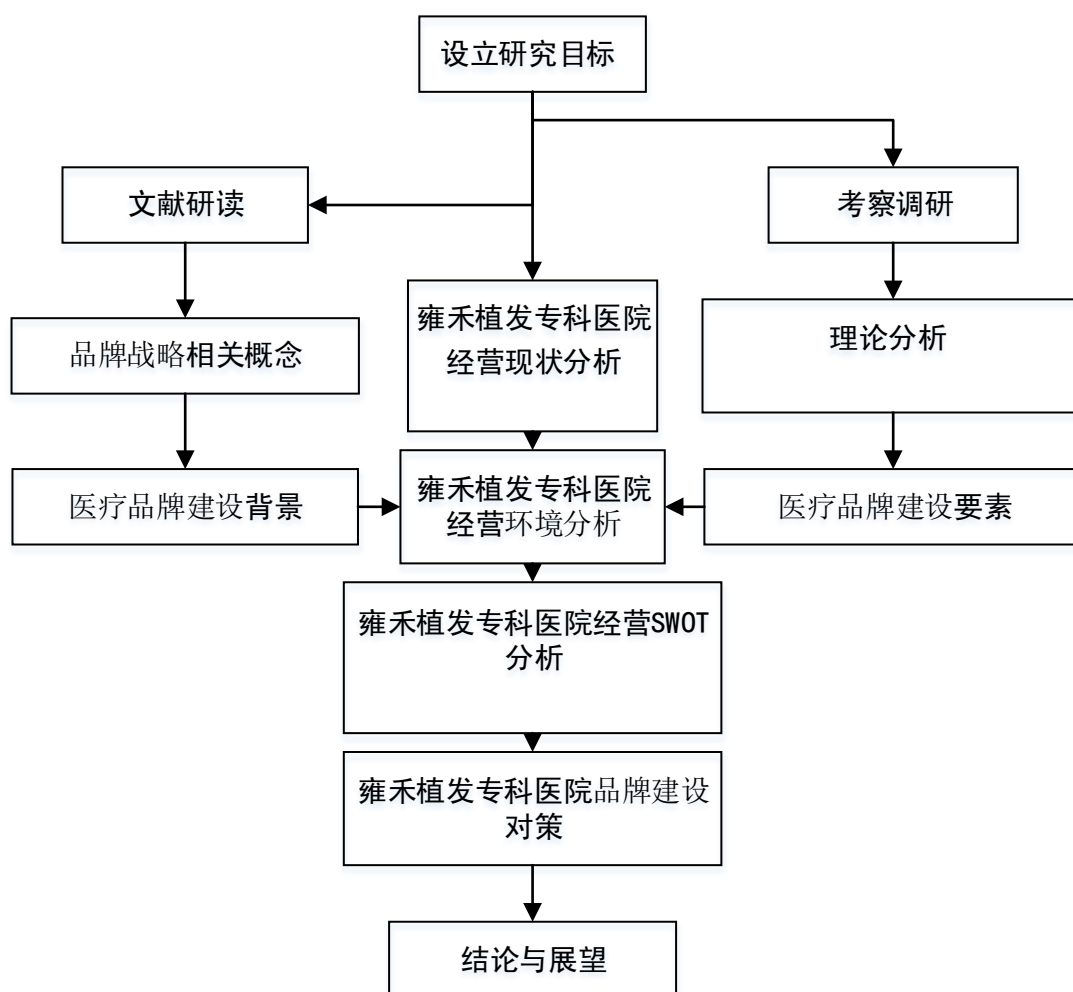 设立研究目标
文献研读
考察调研
雍禾植发专科医院
经营现状分析
品牌战略相关概念
理论分析
医疗品牌建设背景
雍禾植发专科医院
经营环境分析
医疗品牌建设要素
雍禾植发专科医院经营SWOT
分析
雍禾植发专科医院品牌建设
对策
结论与展望